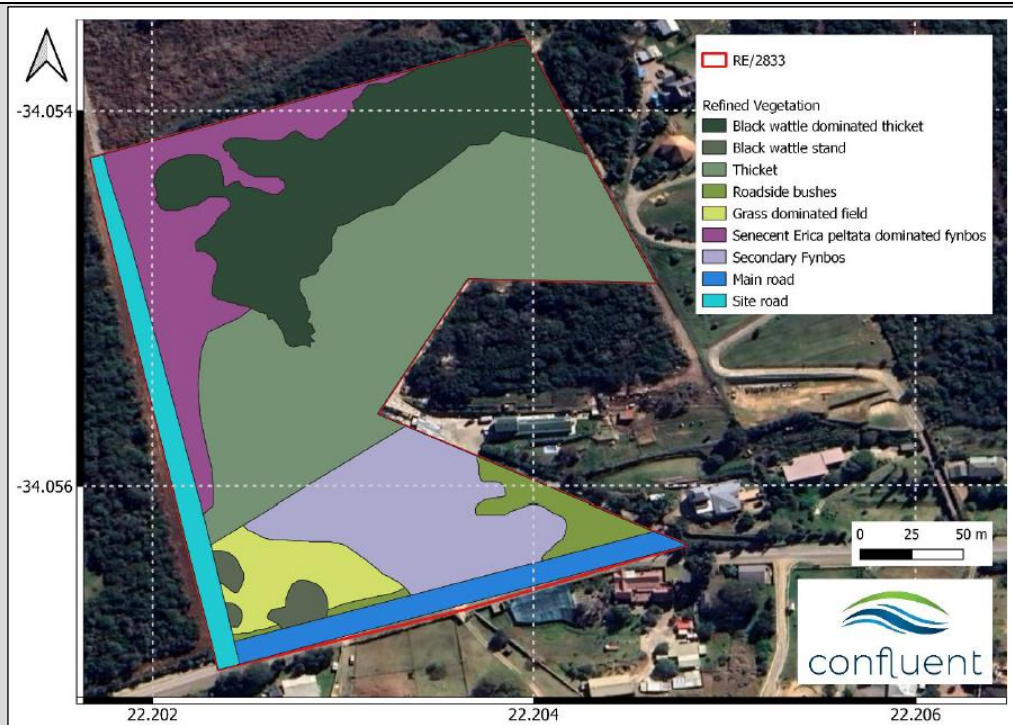 RE/2833
Refined Vegetation
Black wattle dominated thicket
Black wattle stand
Thicket
Roadside bushes
Grass dominated field
Senecent Erica peltata dominated fynbos
Secondary Fynbos
Main road
Site road
-34.054
-34.056
0 25 50 m
confluent
22.202 22.204 22.206